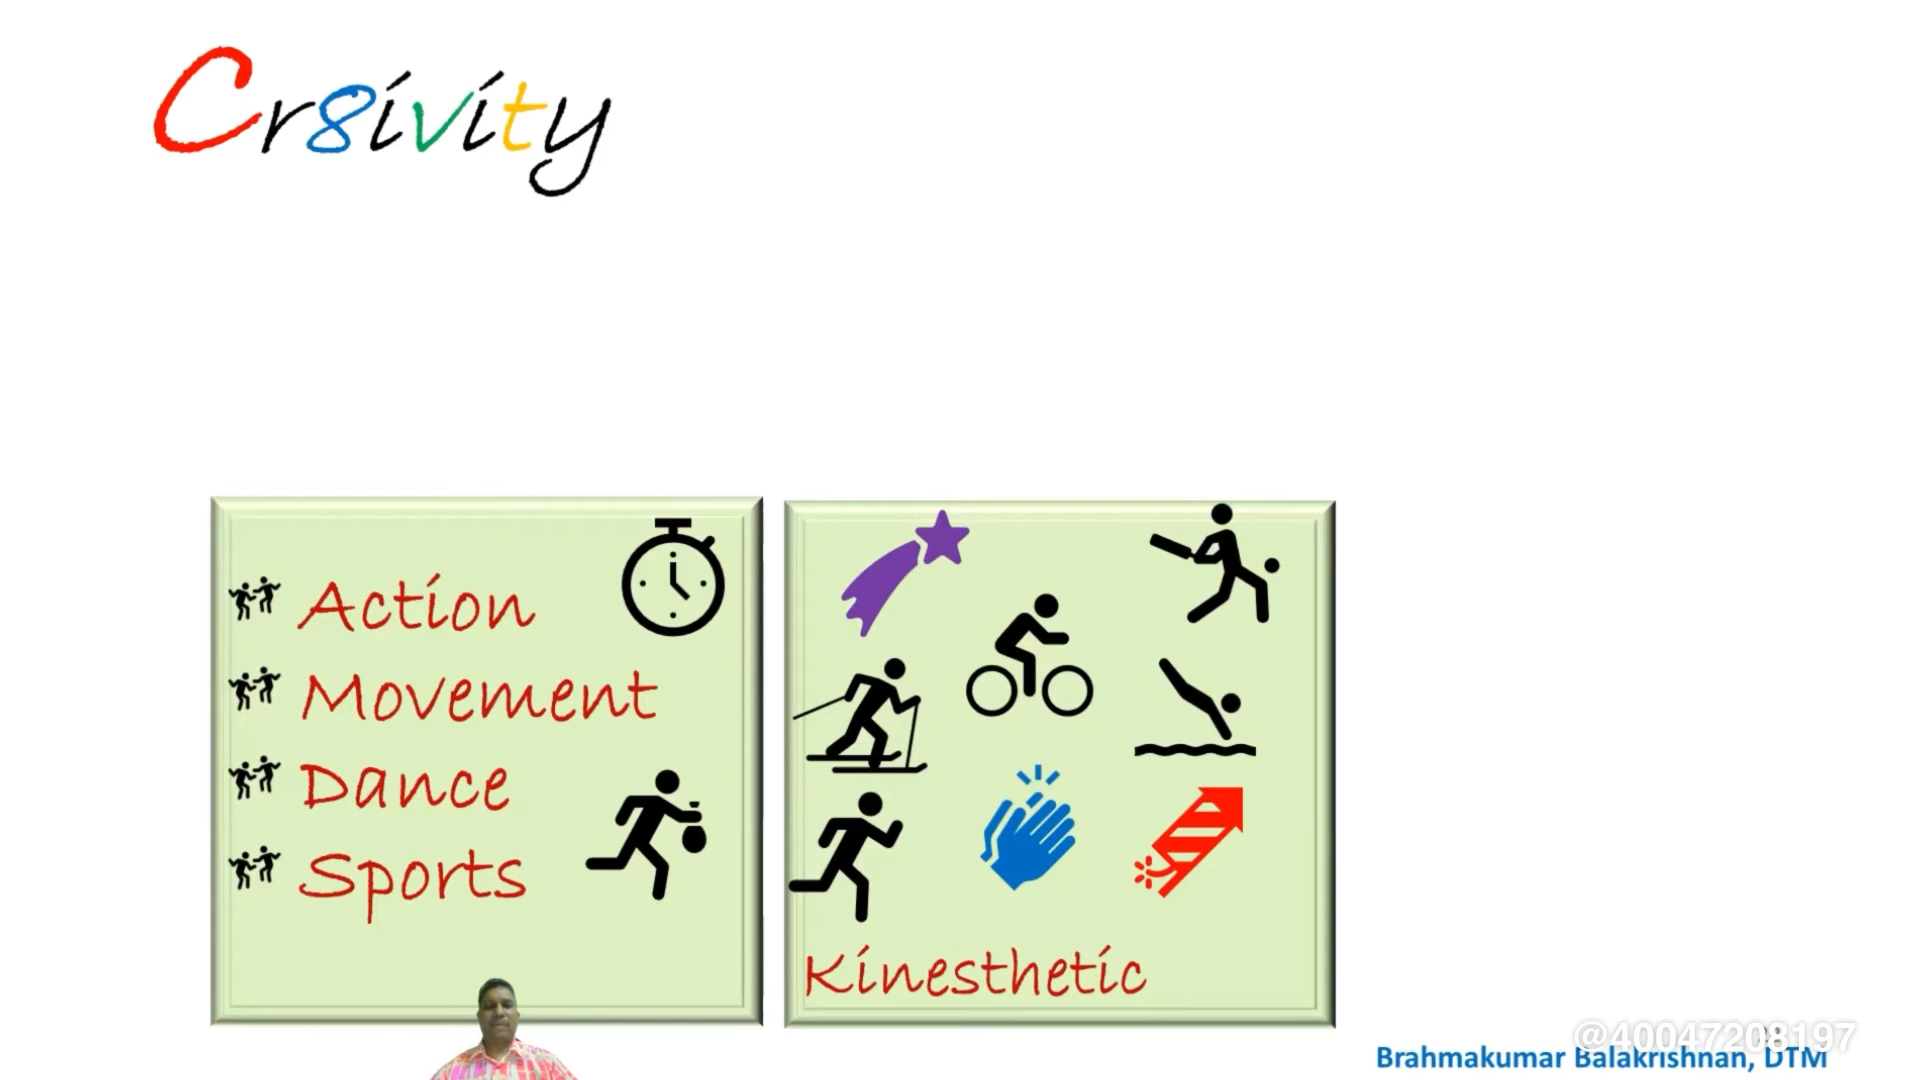 Cr8ivity
Action
Movement
Dance
Sports
Kinesthetic
@40047208197
Brahmakumar Balakrishnan, DTM